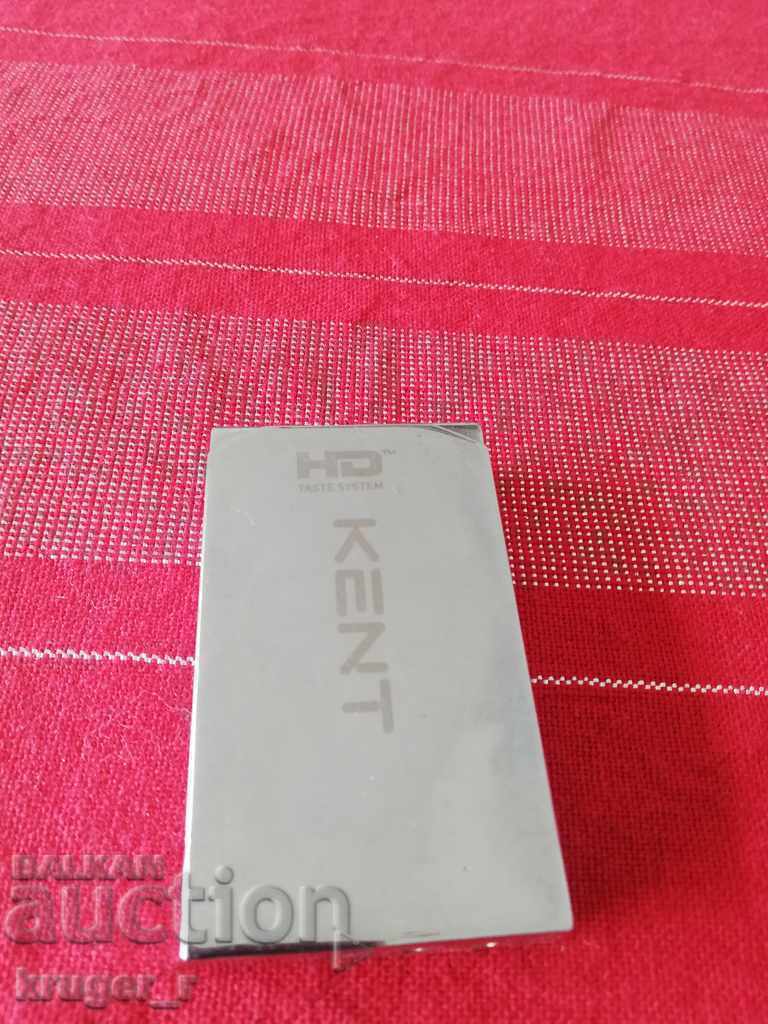 HD™
TASTE SYSTEM
KENT
BALKAN
auction
kruger_r